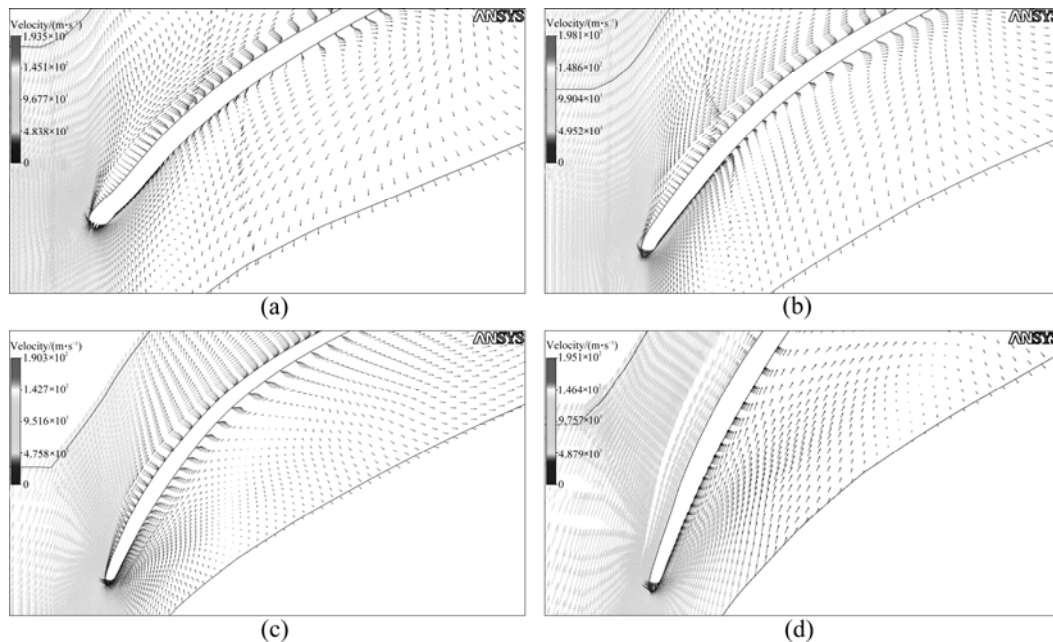 Velocity/(m·s⁻¹)
1.935×10²
1.451×10²
9.677×10¹
4.838×10¹
0
ANSYS
(a)
Velocity/(m·s⁻¹)
1.981×10²
1.486×10²
9.904×10¹
4.952×10¹
0
ANSYS
(b)
Velocity/(m·s⁻¹)
1.903×10²
1.427×10²
9.516×10¹
4.758×10¹
0
ANSYS
(c)
Velocity/(m·s⁻¹)
1.951×10²
1.464×10²
9.757×10¹
4.879×10¹
0
ANSYS
(d)